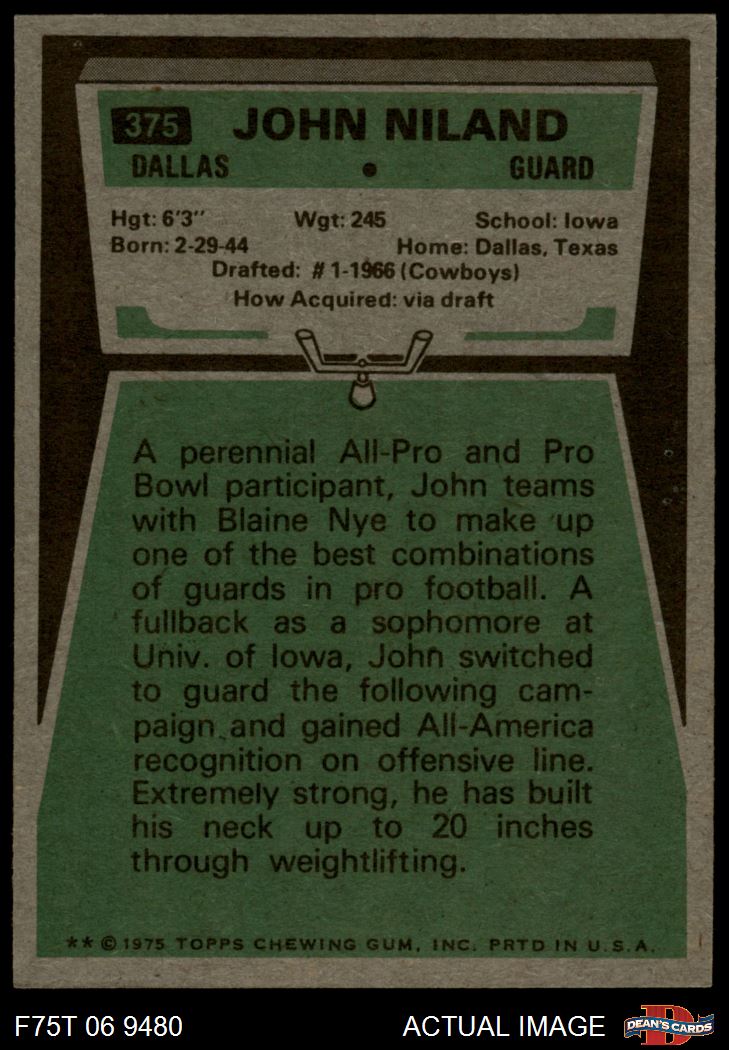 375 JOHN NILAND
DALLAS • GUARD
Hgt: 6'3" Wgt: 245 School: Iowa
Born: 2-29-44 Home: Dallas, Texas
Drafted: #1-1966 (Cowboys)
How Acquired: via draft
A perennial All-Pro and Pro
Bowl participant, John teams
with Blaine Nye to make up
one of the best combinations
of guards in pro football. A
fullback as a sophomore at
Univ. of Iowa, John switched
to guard the following cam-
paign and gained All-America
recognition on offensive line.
Extremely strong, he has built
his neck up to 20 inches
through weightlifting.
** © 1975 TOPPS CHEWING GUM, INC. PRTD IN U.S.A.
F75T 06 9480 ACTUAL IMAGE DEAN'S CARDS